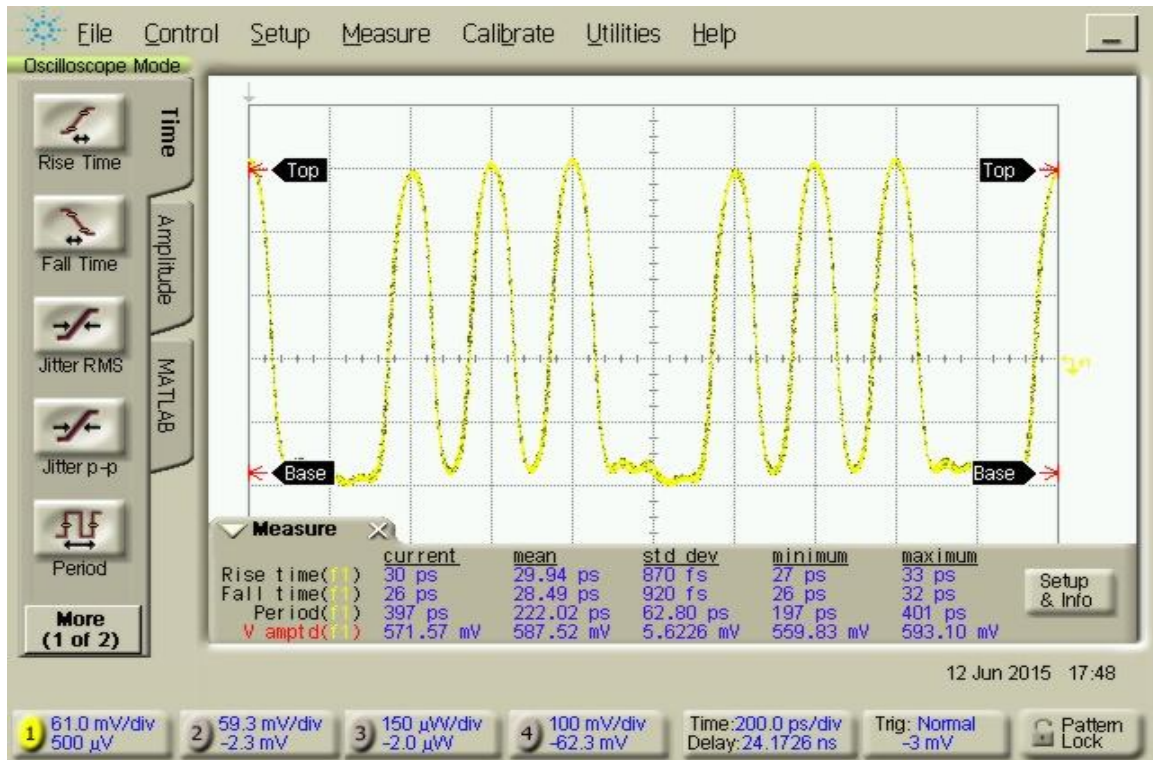 File Control Setup Measure Calibrate Utilities Help
Oscilloscope Mode
Rise Time
Fall Time
Jitter RMS
Jitter p-p
Period
More
(1 of 2)
Time
Amplitude
MATLAB
Top Top
Base Base
Measure
current mean std dev minimum maximum
Rise time(f1) 30 ps 29.94 ps 870 fs 27 ps 33 ps
Fall time(f1) 26 ps 28.49 ps 920 fs 26 ps 32 ps
Period(f1) 397 ps 222.02 ps 62.80 ps 197 ps 401 ps
V amptd(f1) 571.57 mV 587.52 mV 5.6226 mV 559.83 mV 593.10 mV
Setup
& Info
12 Jun 2015 17:48
1 61.0 mV/div
500 µV
2 59.3 mV/div
-2.3 mV
3 150 µW/div
-2.0 µW
4 100 mV/div
-62.3 mV
Time:200.0 ps/div
Delay:24.1726 ns
Trig: Normal
-3 mV
Pattern
Lock